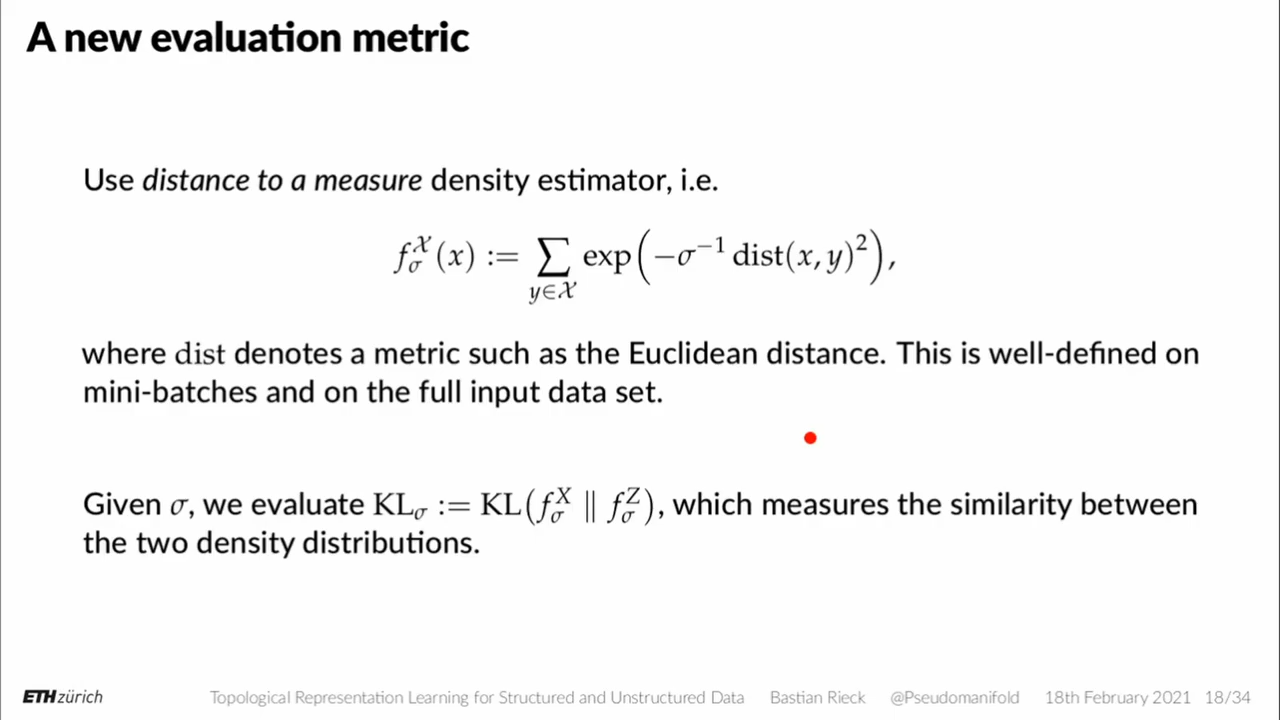 A new evaluation metric
Use distance to a measure density estimator, i.e.
f_σ^𝒳(x) := ∑_{y∈𝒳} exp(−σ^{−1} dist(x, y)^2),
where dist denotes a metric such as the Euclidean distance. This is well-defined on
mini-batches and on the full input data set.
Given σ, we evaluate KL_σ := KL(f_σ^X ∥ f_σ^Z), which measures the similarity between
the two density distributions.
ETH zürich Topological Representation Learning for Structured and Unstructured Data Bastian Rieck @Pseudomanifold 18th February 2021 18/34